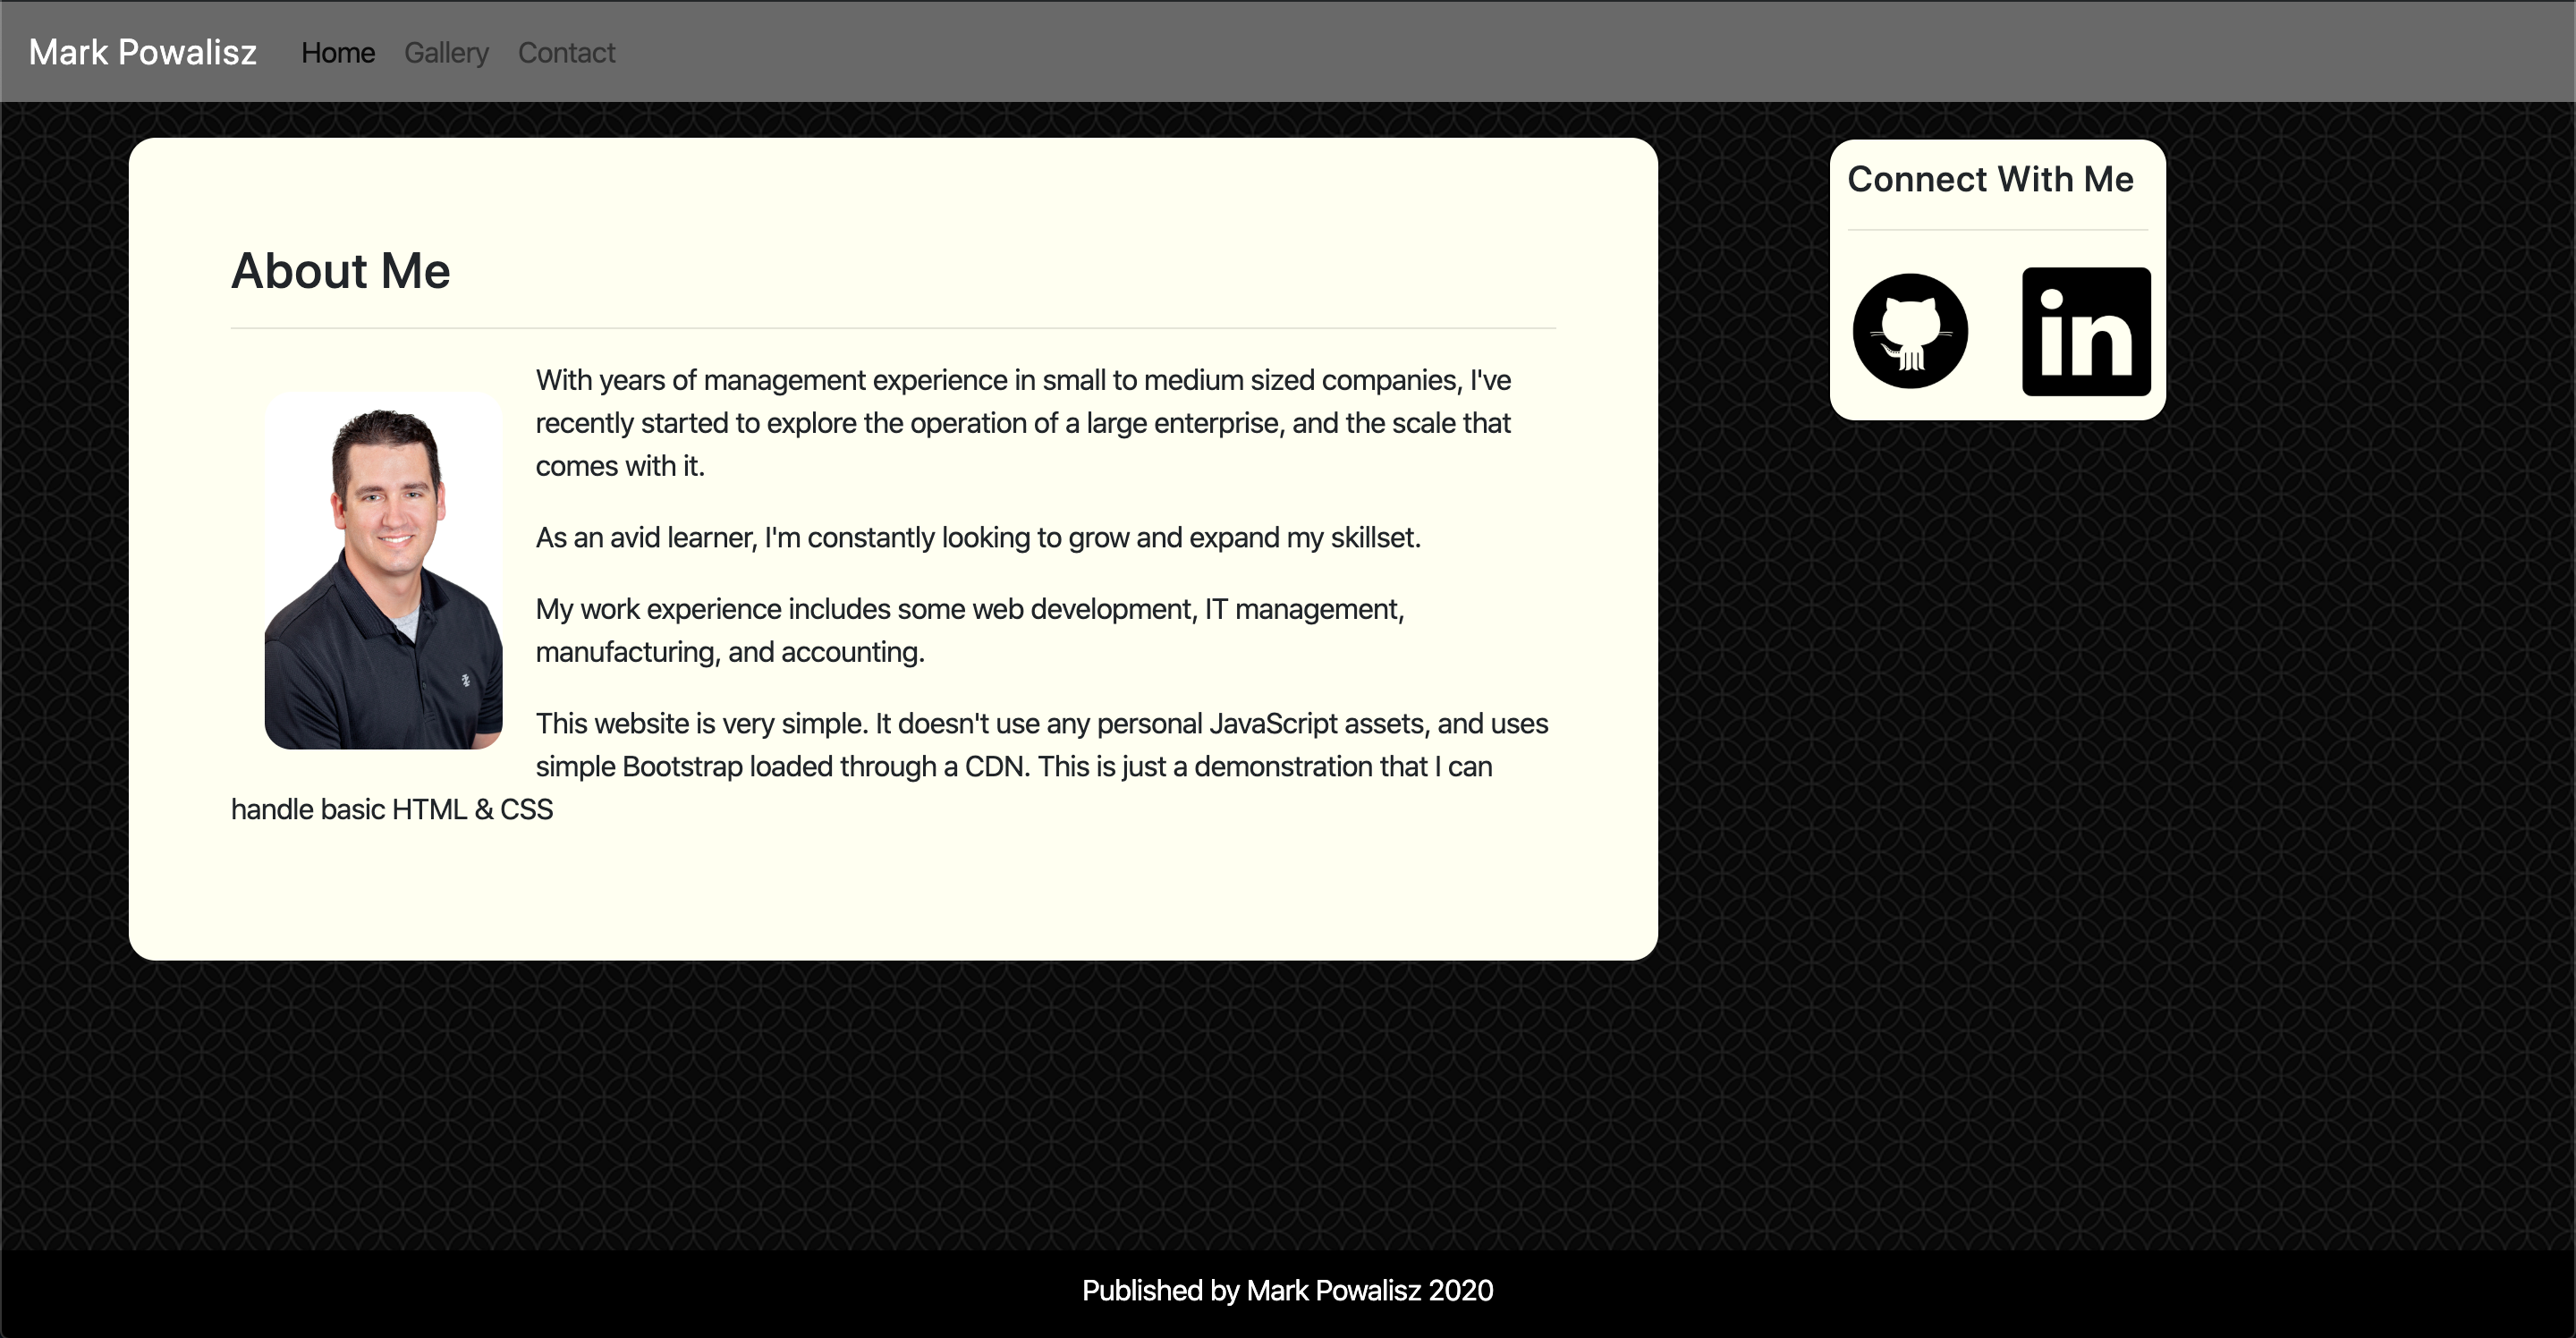 Mark Powalisz Home Gallery Contact
About Me
With years of management experience in small to medium sized companies, I've
recently started to explore the operation of a large enterprise, and the scale that
comes with it.
As an avid learner, I'm constantly looking to grow and expand my skillset.
My work experience includes some web development, IT management,
manufacturing, and accounting.
This website is very simple. It doesn't use any personal JavaScript assets, and uses
simple Bootstrap loaded through a CDN. This is just a demonstration that I can
handle basic HTML & CSS
Connect With Me
in
Published by Mark Powalisz 2020